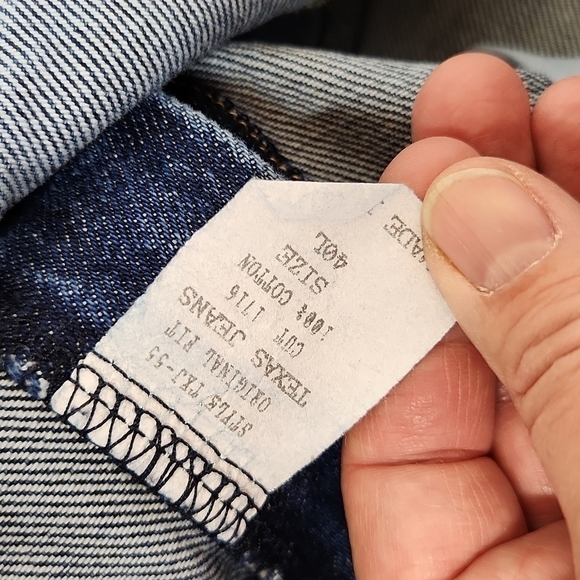 STYLE TXJ-55
ORIGINAL FIT
TEXAS JEANS
CUT 1716
100% COTTON
SIZE
40L
MADE